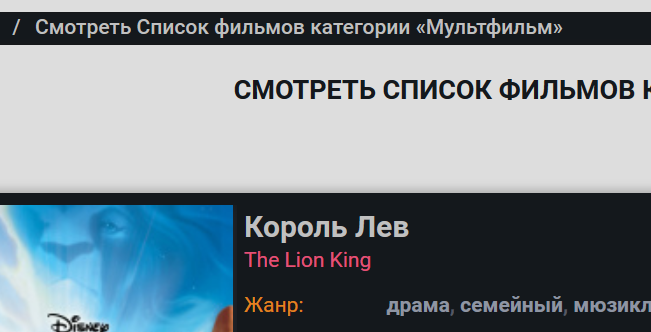 / Смотреть Список фильмов категории «Мультфильм»
СМОТРЕТЬ СПИСОК ФИЛЬМОВ
Король Лев
The Lion King
Disney
Жанр: драма, семейный, мюзикл